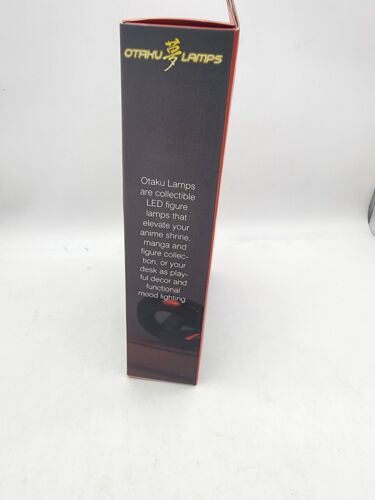 OTAKU 夢 LAMPS
Otaku Lamps
are collectible
LED figure
lamps that
elevate your
anime shrine,
manga and
figure collec-
tion, or your
desk as play-
ful decor and
functional
mood lighting.